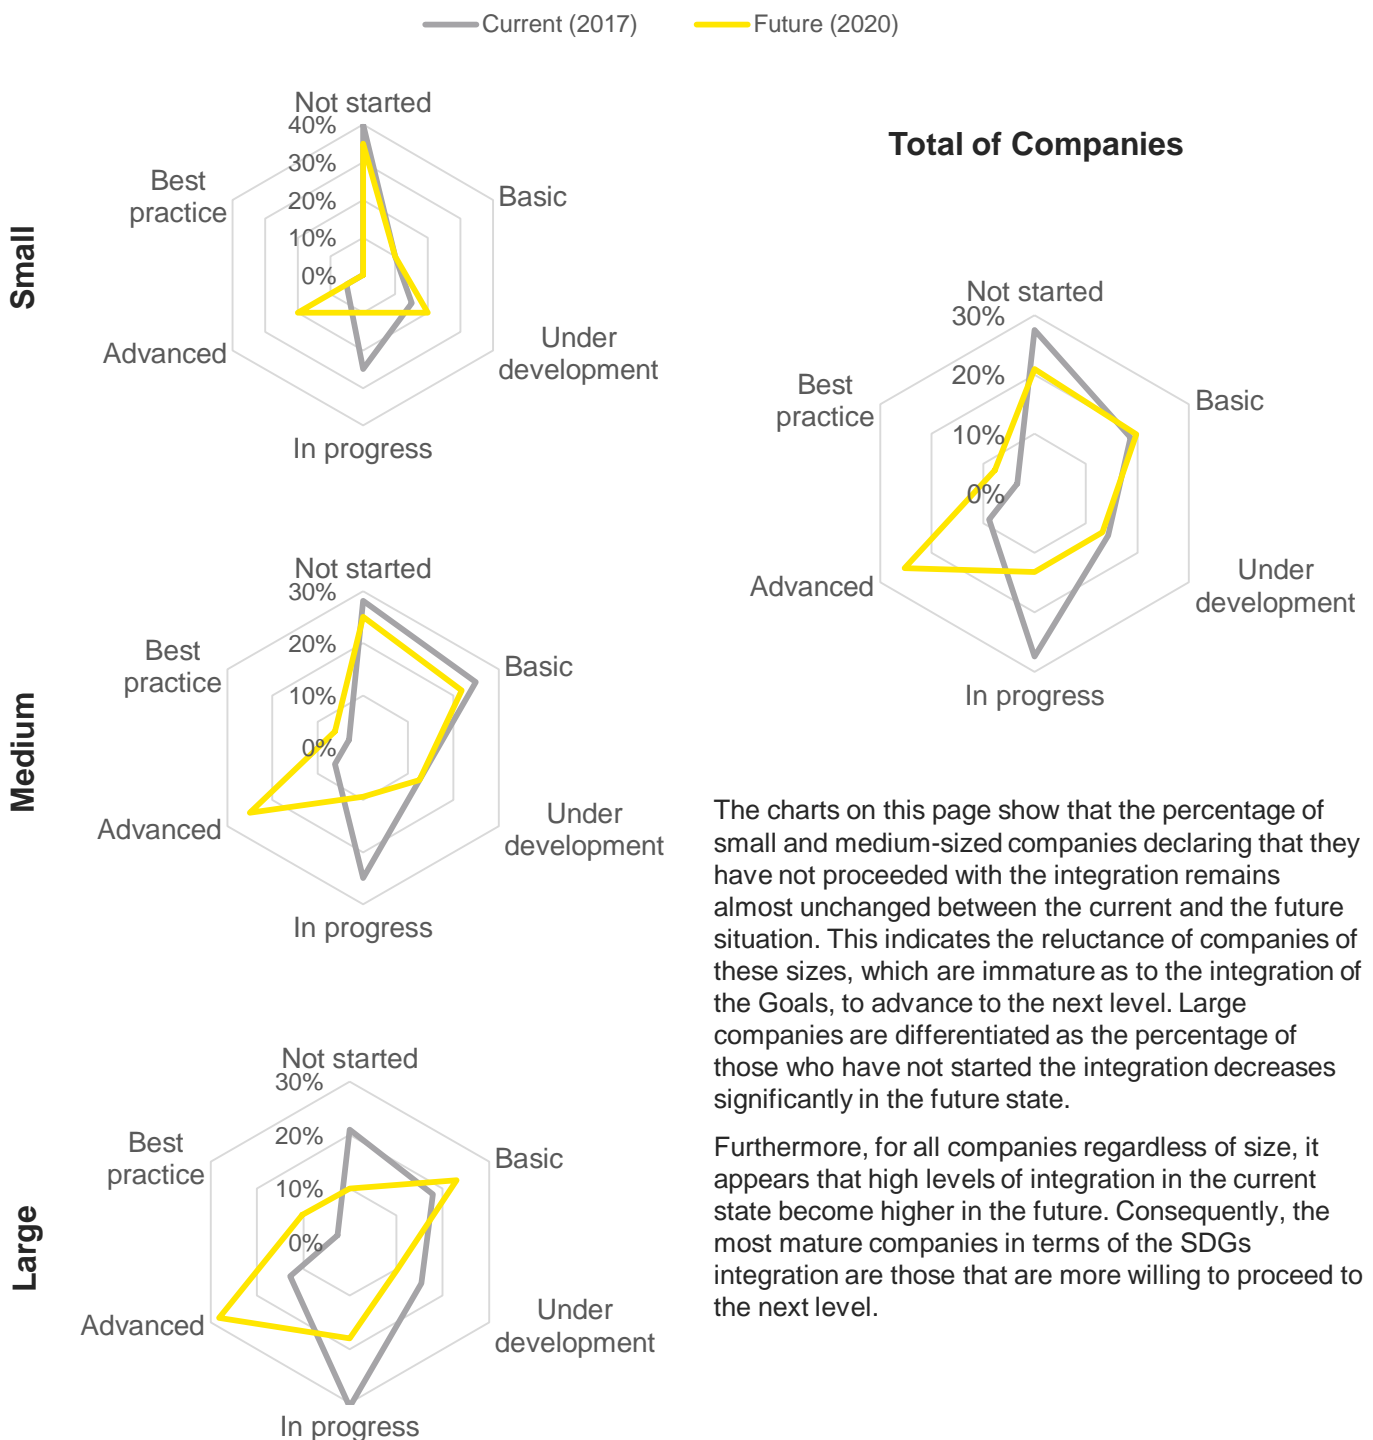 Current (2017)
Future (2020)
Small
Not started
40%
30%
20%
10%
0%
Basic
Under
development
In progress
Advanced
Best
practice
Total of Companies
Not started
30%
20%
10%
0%
Basic
Under
development
In progress
Advanced
Best
practice
Medium
Not started
30%
20%
10%
0%
Basic
Under
development
In progress
Advanced
Best
practice
Large
Not started
30%
20%
10%
0%
Basic
Under
development
In progress
Advanced
Best
practice
The charts on this page show that the percentage of
small and medium-sized companies declaring that they
have not proceeded with the integration remains
almost unchanged between the current and the future
situation. This indicates the reluctance of companies of
these sizes, which are immature as to the integration of
the Goals, to advance to the next level. Large
companies are differentiated as the percentage of
those who have not started the integration decreases
significantly in the future state.
Furthermore, for all companies regardless of size, it
appears that high levels of integration in the current
state become higher in the future. Consequently, the
most mature companies in terms of the SDGs
integration are those that are more willing to proceed to
the next level.